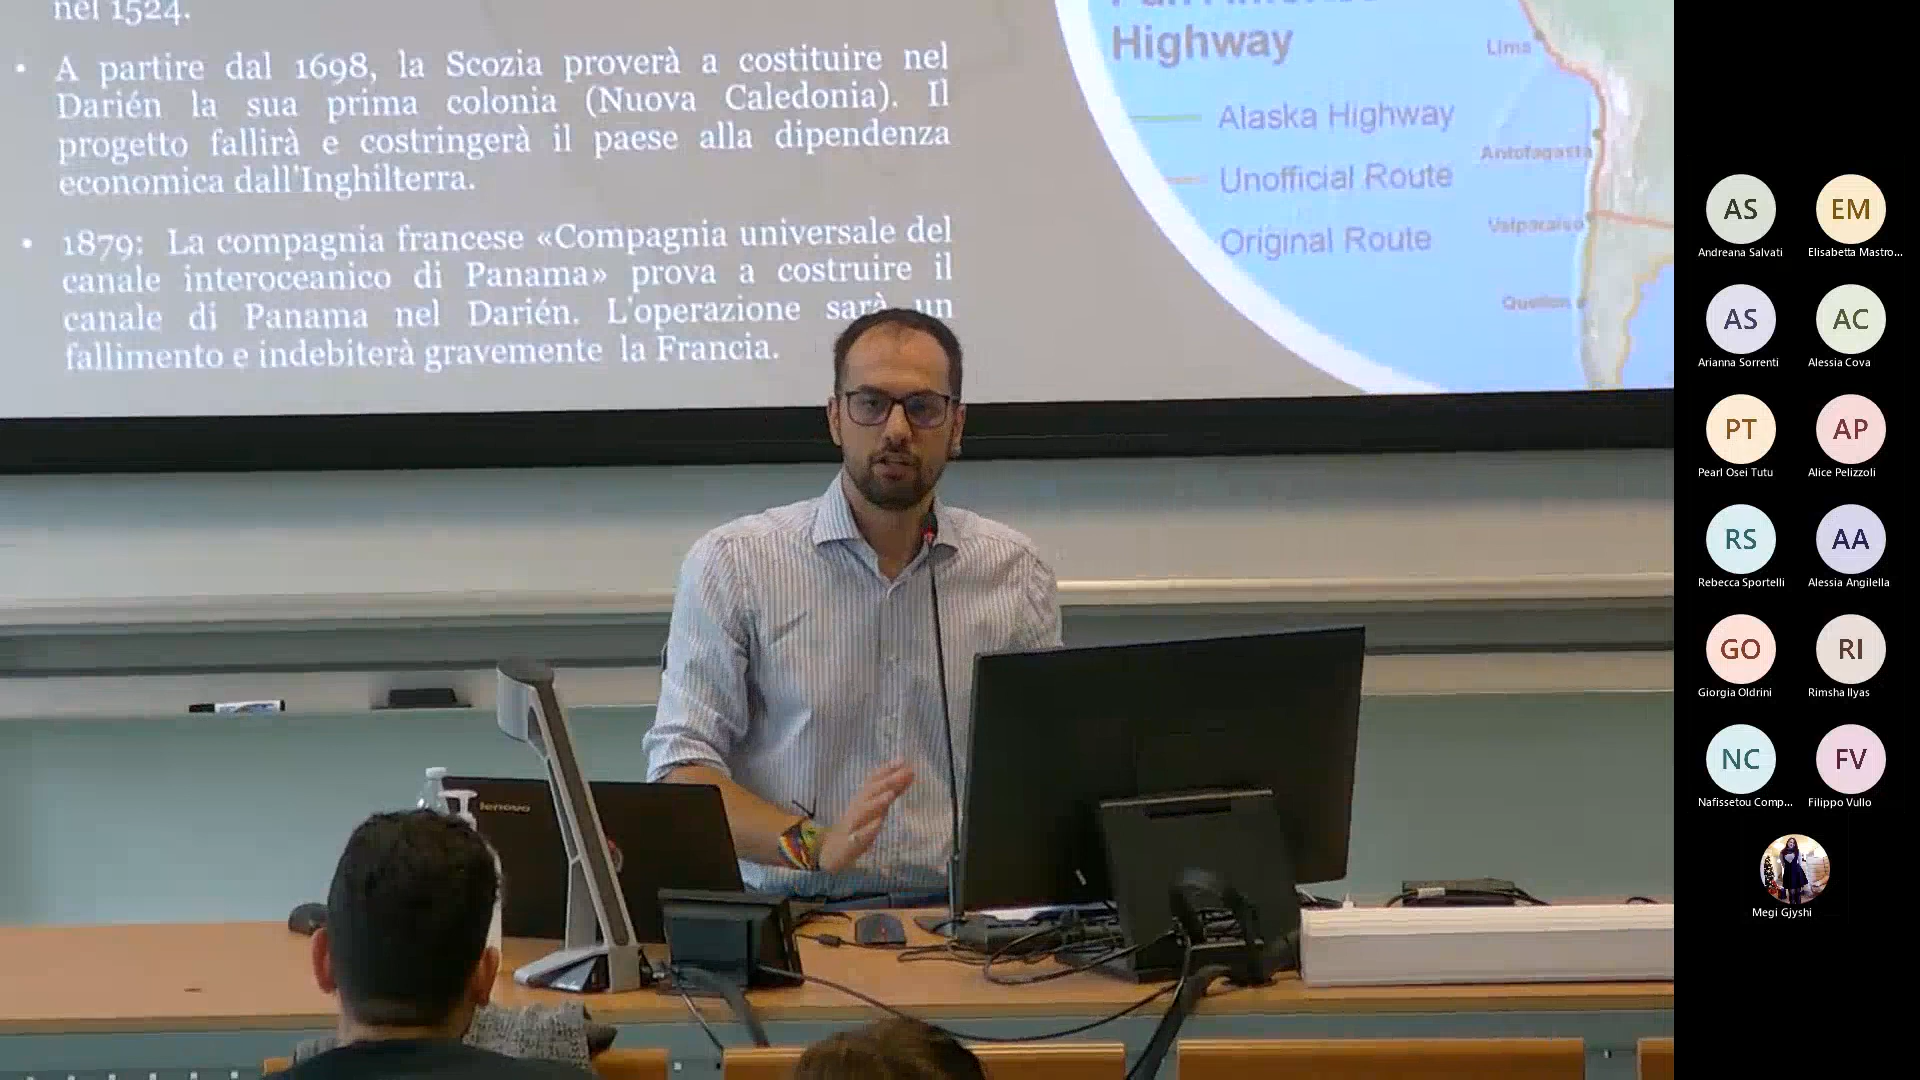 nel 1524.
• A partire dal 1698, la Scozia proverà a costituire nel
Darién la sua prima colonia (Nuova Caledonia). Il
progetto fallirà e costringerà il paese alla dipendenza
economica dall'Inghilterra.
• 1879: La compagnia francese «Compagnia universale del
canale interoceanico di Panama» prova a costruire il
canale di Panama nel Darién. L'operazione sarà un
fallimento e indebiterà gravemente la Francia.
Highway
Alaska Highway
Unofficial Route
Original Route
Lima
Antofagasta
Valparaiso
Quellon
lenovo
AS
Andreana Salvati
EM
Elisabetta Mastro...
AS
Arianna Sorrenti
AC
Alessia Cova
PT
Pearl Osei Tutu
AP
Alice Pelizzoli
RS
Rebecca Sportelli
AA
Alessia Angilella
GO
Giorgia Oldrini
RI
Rimsha Ilyas
NC
Nafissetou Comp...
FV
Filippo Vullo
Megi Gjyshi